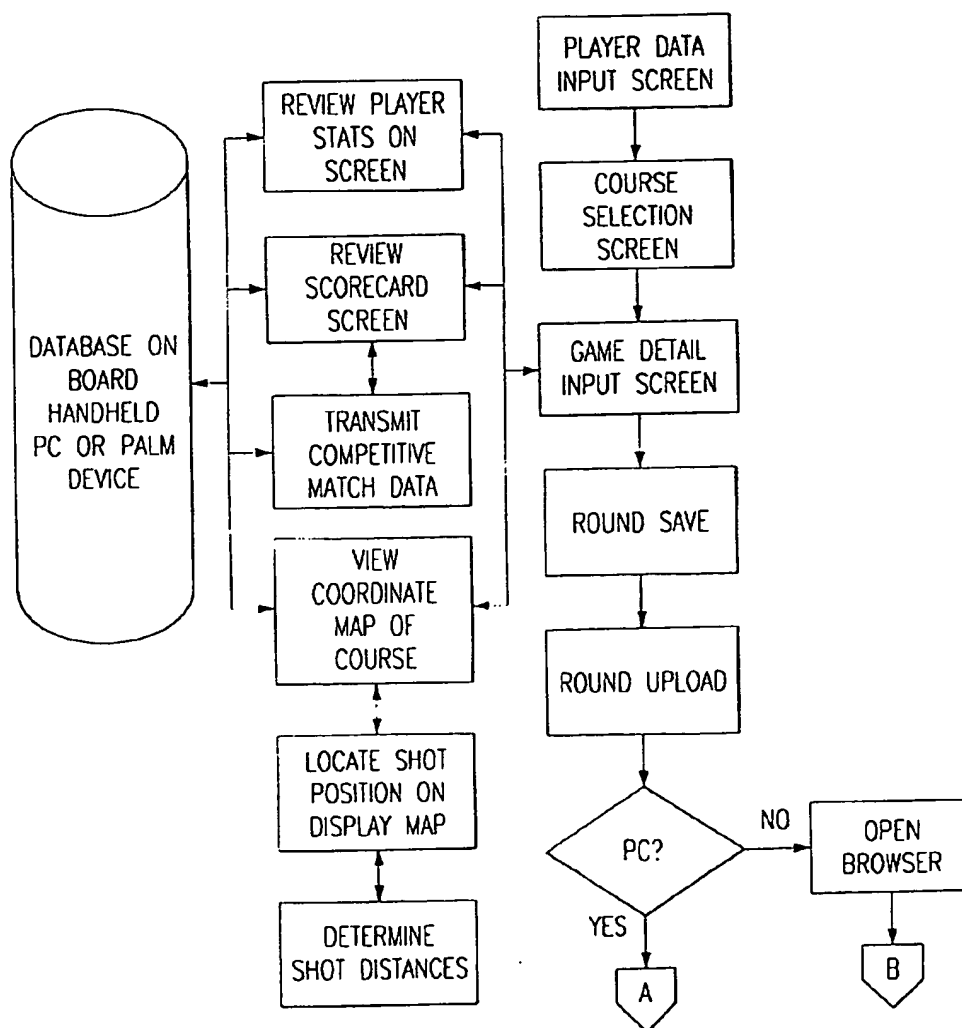 PLAYER DATA
INPUT SCREEN
REVIEW PLAYER
STATS ON
SCREEN
COURSE
SELECTION
SCREEN
REVIEW
SCORECARD
SCREEN
DATABASE ON
BOARD
HANDHELD
PC OR PALM
DEVICE
GAME DETAIL
INPUT SCREEN
TRANSMIT
COMPETITIVE
MATCH DATA
ROUND SAVE
VIEW
COORDINATE
MAP OF
COURSE
ROUND UPLOAD
LOCATE SHOT
POSITION ON
DISPLAY MAP
PC?
NO
OPEN
BROWSER
YES
DETERMINE
SHOT DISTANCES
A
B